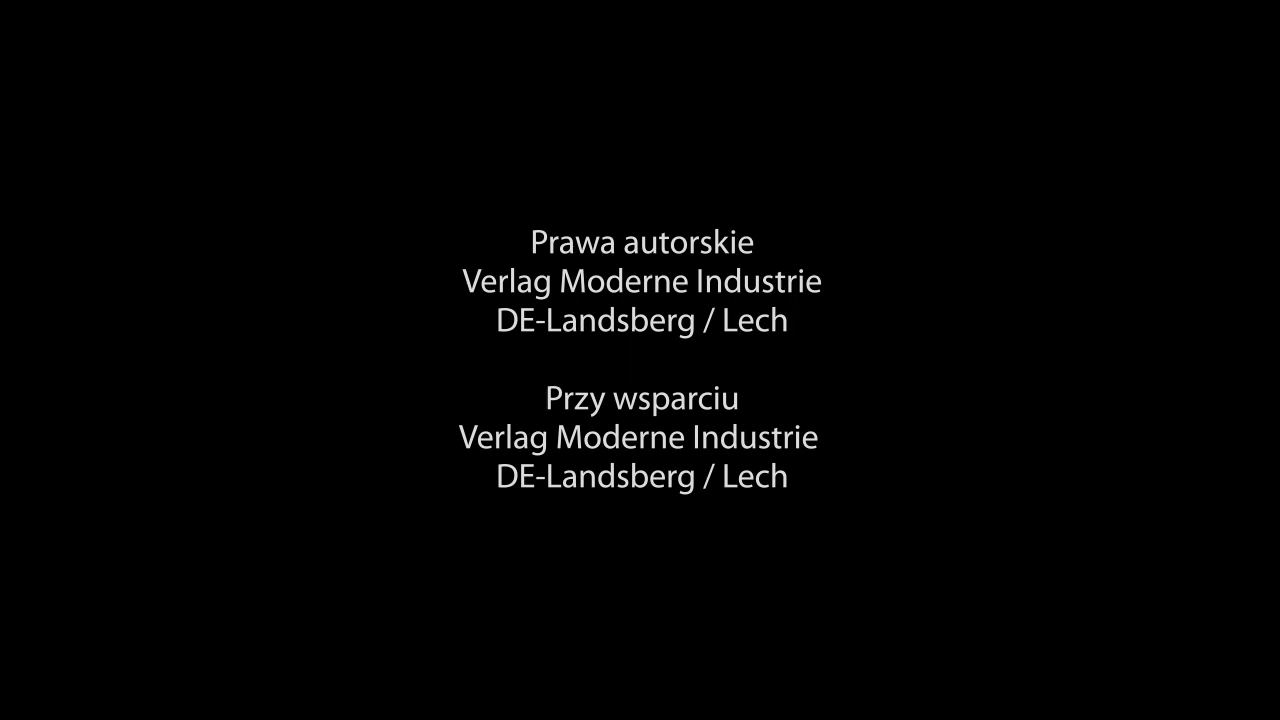 Prawa autorskie
Verlag Moderne Industrie
DE-Landsberg / Lech
Przy wsparciu
Verlag Moderne Industrie
DE-Landsberg / Lech